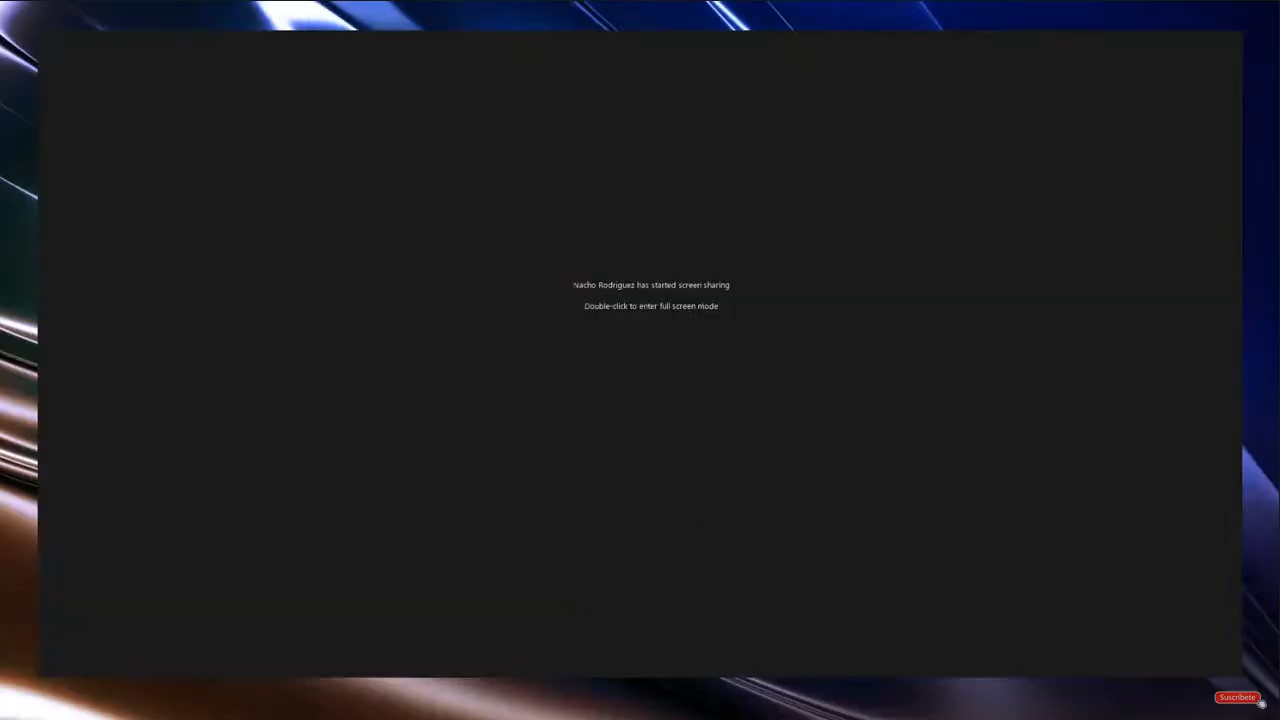 Nacho Rodriguez has started screen sharing
Double-click to enter full screen mode
Suscríbete